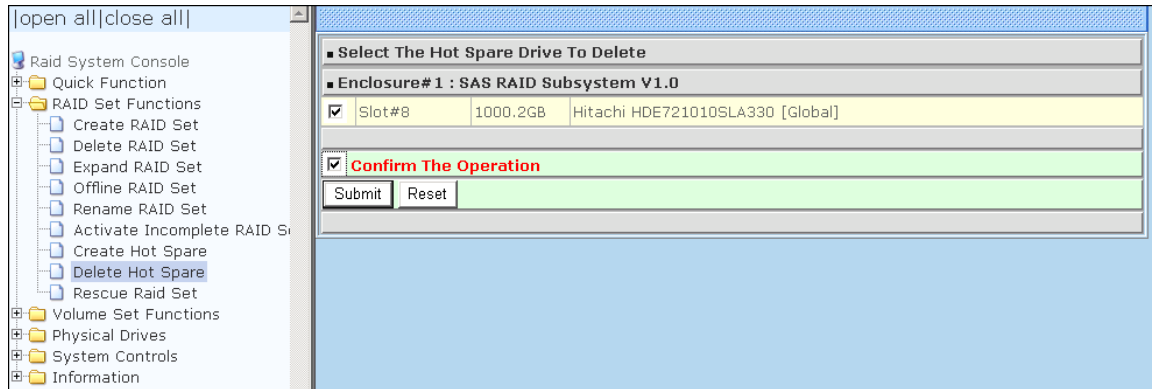 |open all|close all|
Raid System Console
Quick Function
RAID Set Functions
Create RAID Set
Delete RAID Set
Expand RAID Set
Offline RAID Set
Rename RAID Set
Activate Incomplete RAID S
Create Hot Spare
Delete Hot Spare
Rescue Raid Set
Volume Set Functions
Physical Drives
System Controls
Information
Select The Hot Spare Drive To Delete
Enclosure#1 : SAS RAID Subsystem V1.0
Slot#8 1000.2GB Hitachi HDE721010SLA330 [Global]
Confirm The Operation
Submit Reset